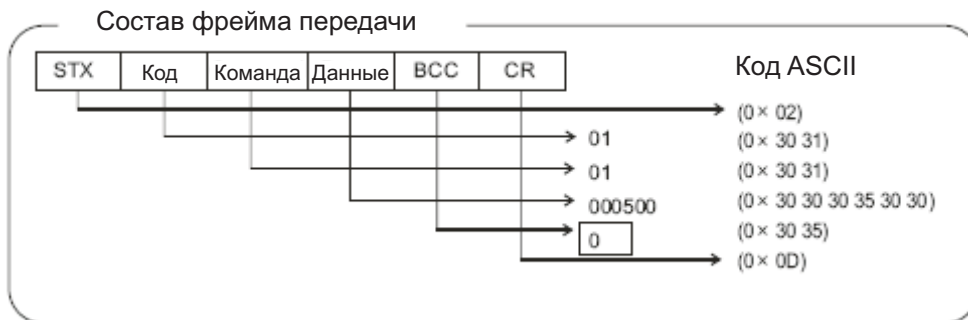 Состав фрейма передачи
STX Код Команда Данные BCC CR Код ASCII
(0 × 02)
01 (0 × 30 31)
01 (0 × 30 31)
000500 (0 × 30 30 30 35 30 30)
0 (0 × 30 35)
(0 × 0D)